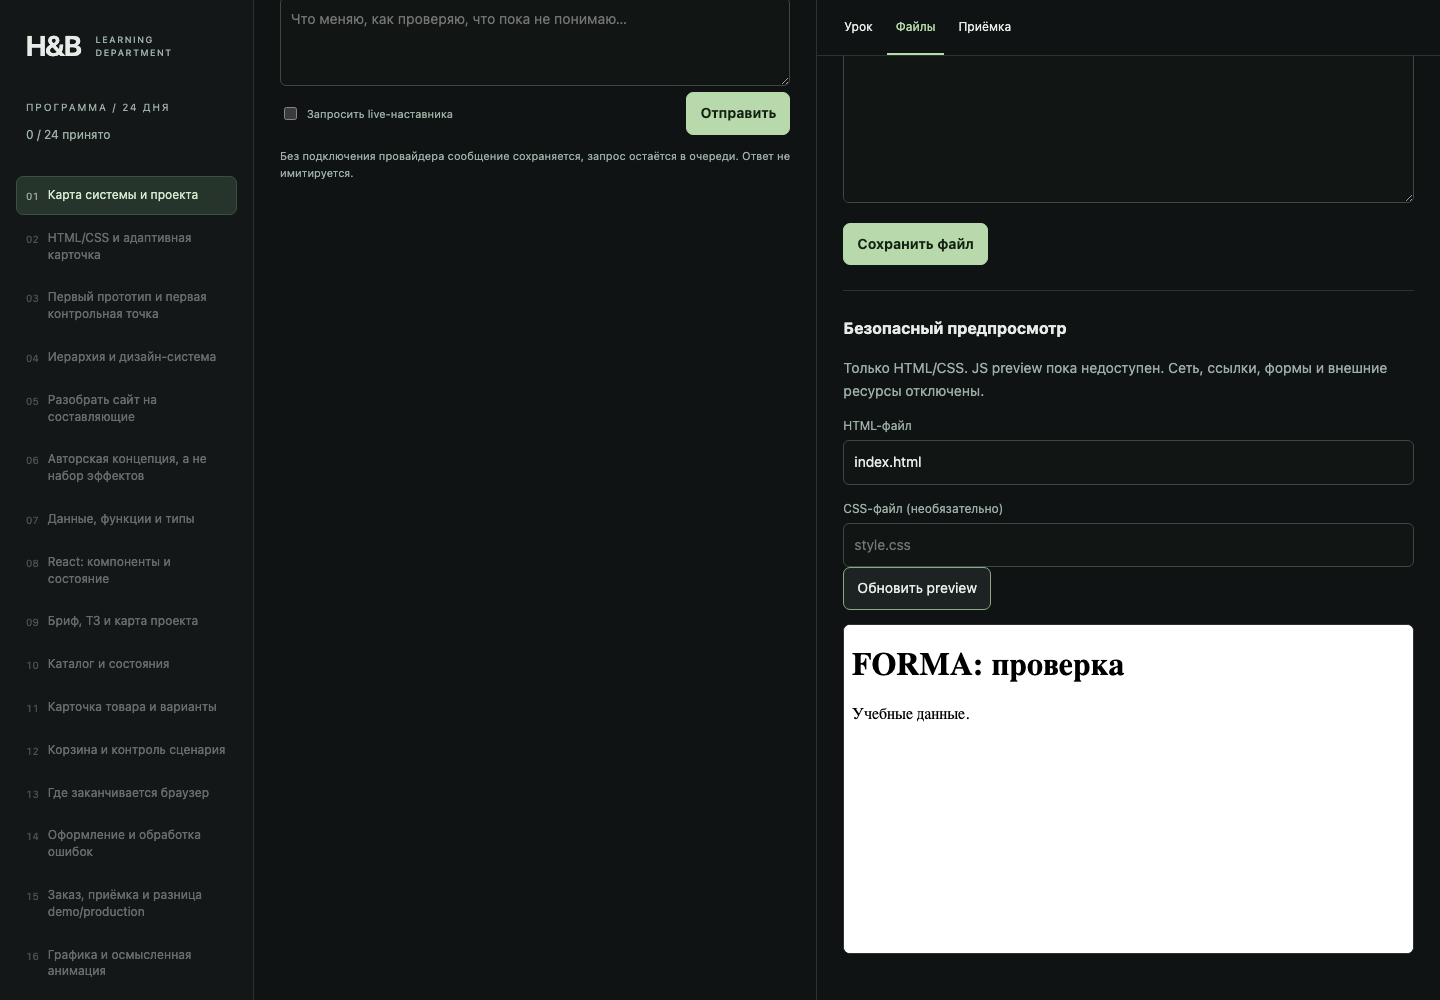 H&B
LEARNING
DEPARTMENT
ПРОГРАММА / 24 ДНЯ
0 / 24 принято
01 Карта системы и проекта
02 HTML/CSS и адаптивная
карточка
03 Первый прототип и первая
контрольная точка
04 Иерархия и дизайн-система
05 Разобрать сайт на
составляющие
06 Авторская концепция, а не
набор эффектов
07 Данные, функции и типы
08 React: компоненты и
состояние
09 Бриф, ТЗ и карта проекта
10 Каталог и состояния
11 Карточка товара и варианты
12 Корзина и контроль сценария
13 Где заканчивается браузер
14 Оформление и обработка
ошибок
15 Заказ, приёмка и разница
demo/production
16 Графика и осмысленная
анимация
Что меняю, как проверяю, что пока не понимаю...
Запросить live-наставника
Отправить
Без подключения провайдера сообщение сохраняется, запрос остаётся в очереди. Ответ не
имитируется.
Урок Файлы Приёмка
Сохранить файл
Безопасный предпросмотр
Только HTML/CSS. JS preview пока недоступен. Сеть, ссылки, формы и внешние
ресурсы отключены.
HTML-файл
index.html
CSS-файл (необязательно)
style.css
Обновить preview
FORMA: проверка
Учебные данные.